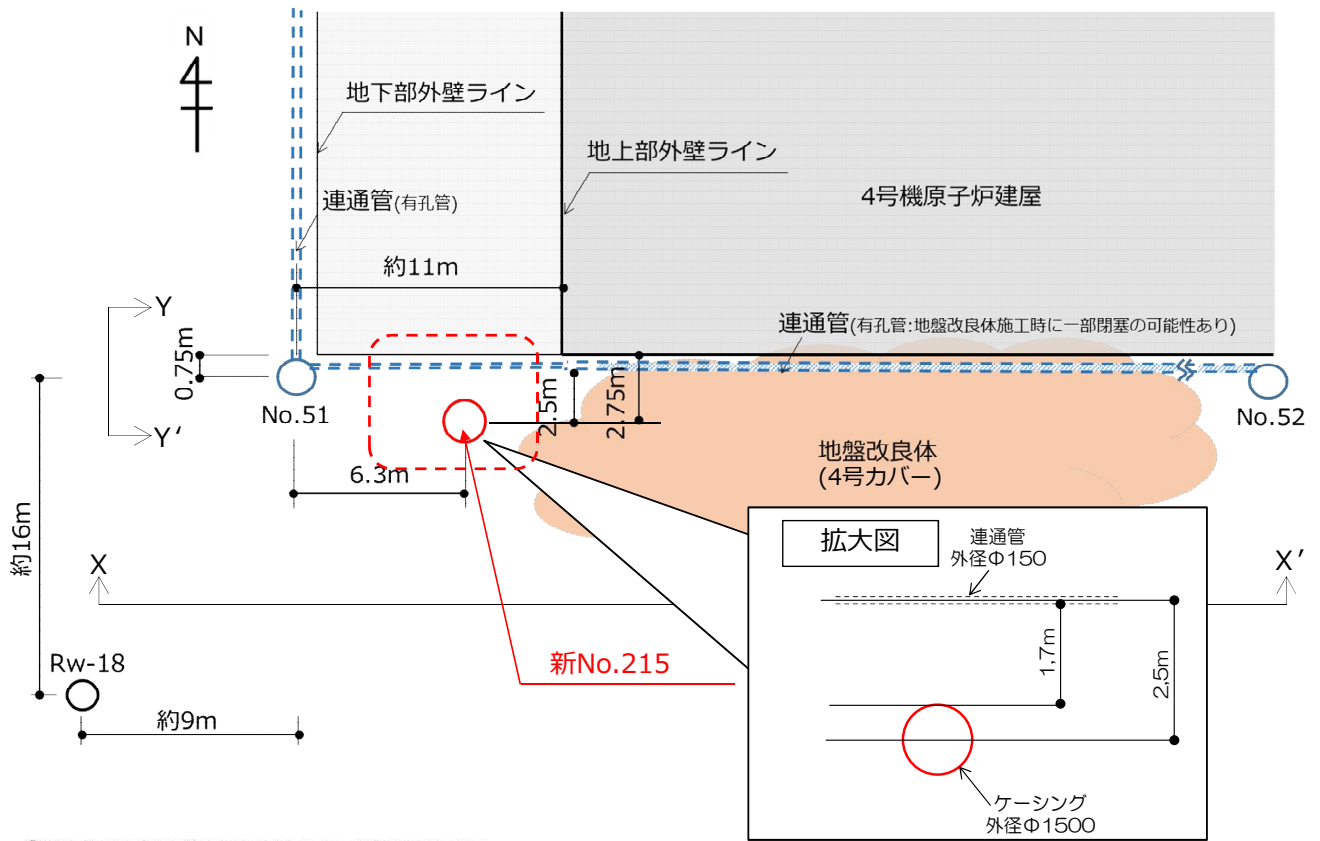 N
地下部外壁ライン
地上部外壁ライン
4号機原子炉建屋
連通管(有孔管)
約11m
Y
連通管(有孔管:地盤改良体施工時に一部閉塞の可能性あり)
0.75m
No.51
2.5m
2.75m
No.52
Y'
地盤改良体
(4号カバー)
6.3m
約16m
X
X'
拡大図
連通管
外径Φ150
1,7m
2,5m
ケーシング
外径Φ1500
新No.215
Rw-18
約9m